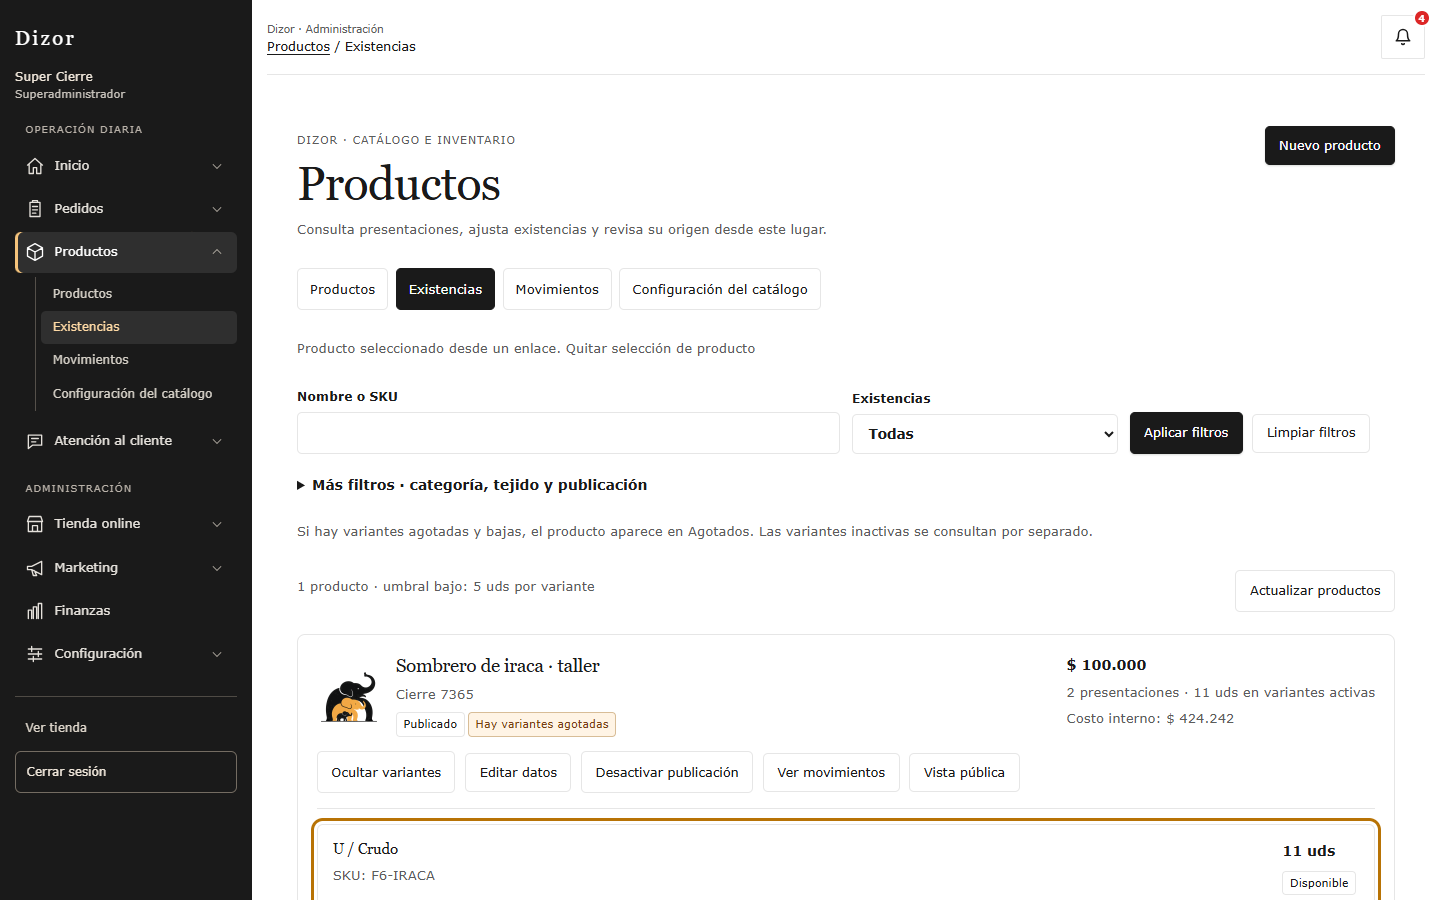 Dizor
Super Cierre
Superadministrador
OPERACIÓN DIARIA
Inicio
Pedidos
Productos
Productos
Existencias
Movimientos
Configuración del catálogo
Atención al cliente
ADMINISTRACIÓN
Tienda online
Marketing
Finanzas
Configuración
Ver tienda
Cerrar sesión
Dizor · Administración
Productos / Existencias
4
DIZOR · CATÁLOGO E INVENTARIO
Nuevo producto
Productos
Consulta presentaciones, ajusta existencias y revisa su origen desde este lugar.
Productos Existencias Movimientos Configuración del catálogo
Producto seleccionado desde un enlace. Quitar selección de producto
Nombre o SKU
Existencias
Todas
Aplicar filtros
Limpiar filtros
Más filtros · categoría, tejido y publicación
Si hay variantes agotadas y bajas, el producto aparece en Agotados. Las variantes inactivas se consultan por separado.
1 producto · umbral bajo: 5 uds por variante
Actualizar productos
Sombrero de iraca · taller
Cierre 7365
Publicado Hay variantes agotadas
$ 100.000
2 presentaciones · 11 uds en variantes activas
Costo interno: $ 424.242
Ocultar variantes Editar datos Desactivar publicación Ver movimientos Vista pública
U / Crudo
SKU: F6-IRACA
11 uds
Disponible